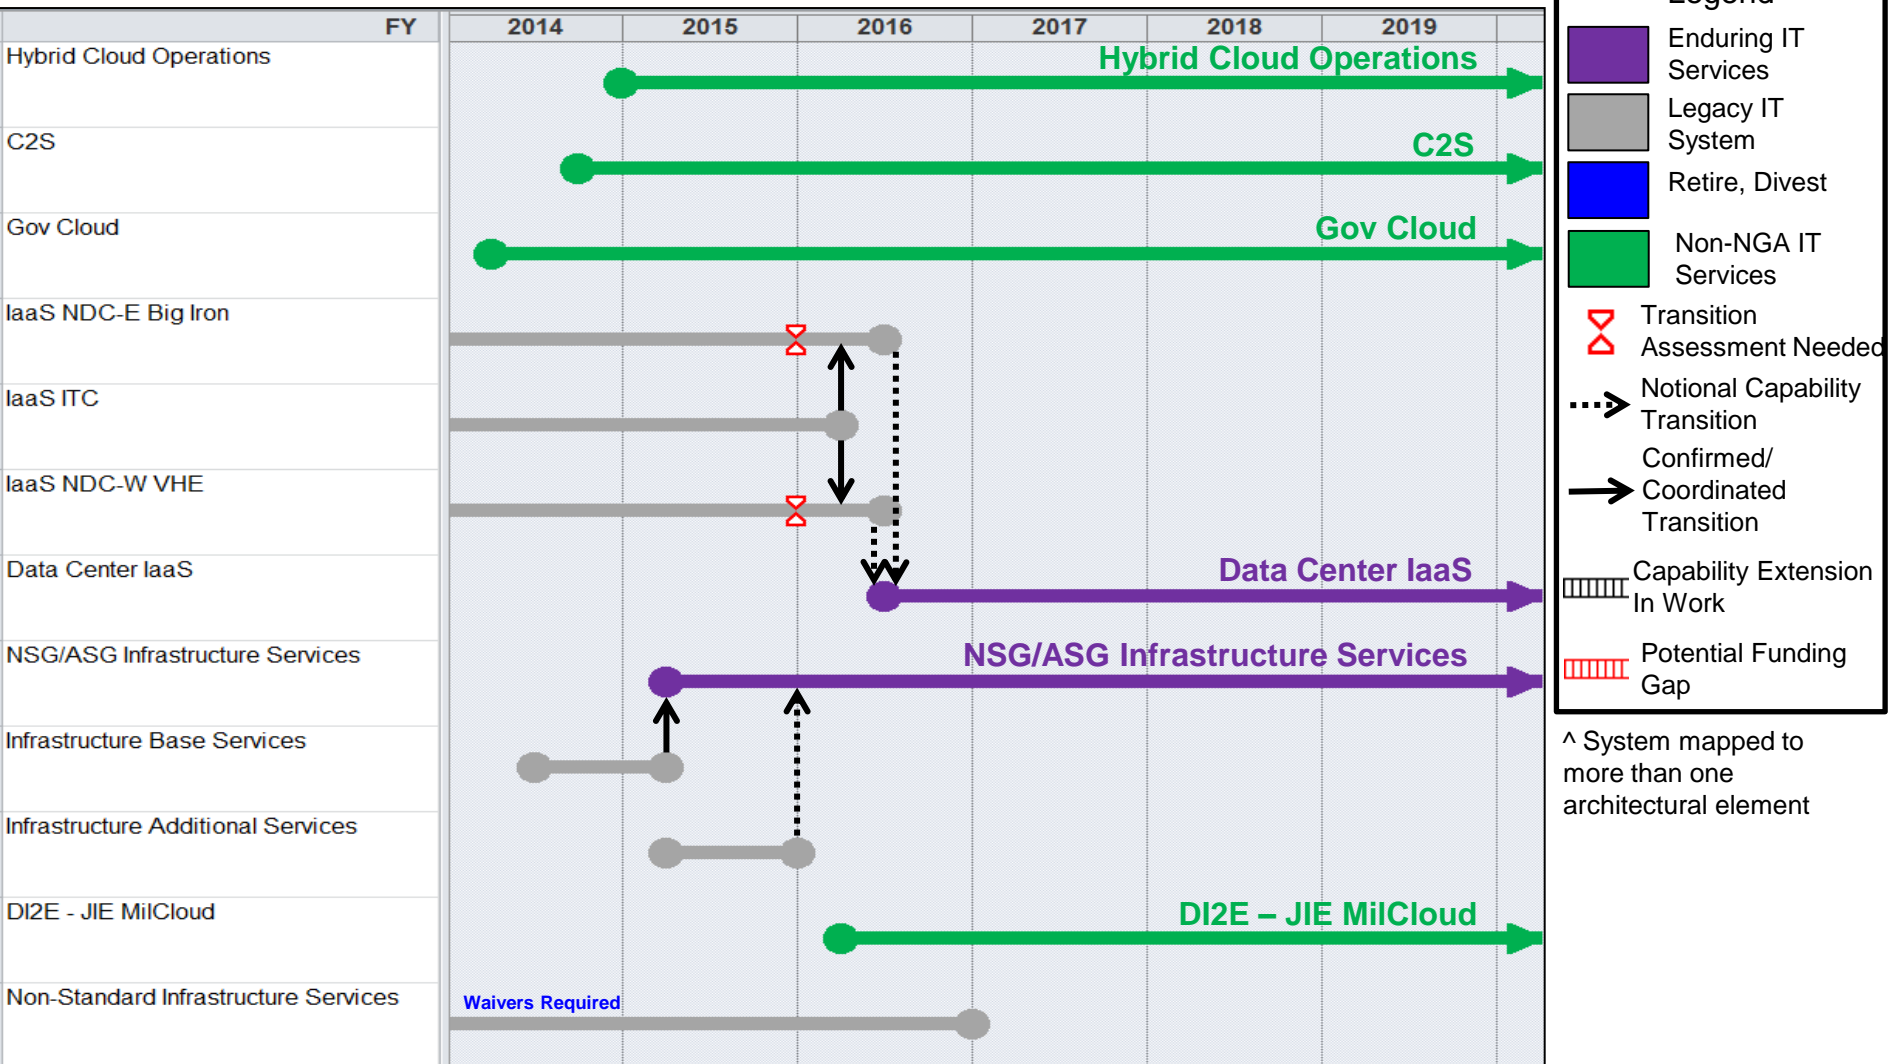 FY 2014 2015 2016 2017 2018 2019
Hybrid Cloud Operations
Hybrid Cloud Operations
C2S
C2S
Gov Cloud
Gov Cloud
IaaS NDC-E Big Iron
IaaS ITC
IaaS NDC-W VHE
Data Center IaaS
Data Center IaaS
NSG/ASG Infrastructure Services
NSG/ASG Infrastructure Services
Infrastructure Base Services
Infrastructure Additional Services
DI2E - JIE MilCloud
DI2E – JIE MilCloud
Non-Standard Infrastructure Services
Waivers Required
Legend
Enduring IT
Services
Legacy IT
System
Retire, Divest
Non-NGA IT
Services
Transition
Assessment Needed
Notional Capability
Transition
Confirmed/
Coordinated
Transition
Capability Extension
In Work
Potential Funding
Gap
^ System mapped to
more than one
architectural element